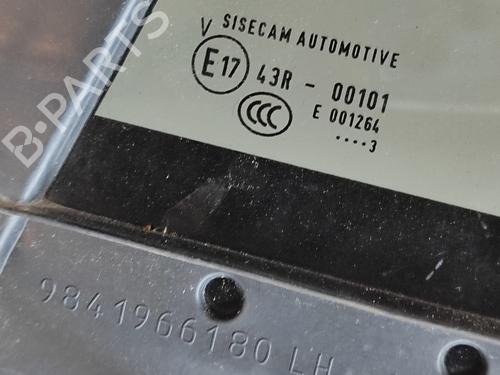 SISECAM AUTOMOTIVE
V
E17 43R - 00101
CCC E 001264
••••3
9841966180 LH
B-PARTS